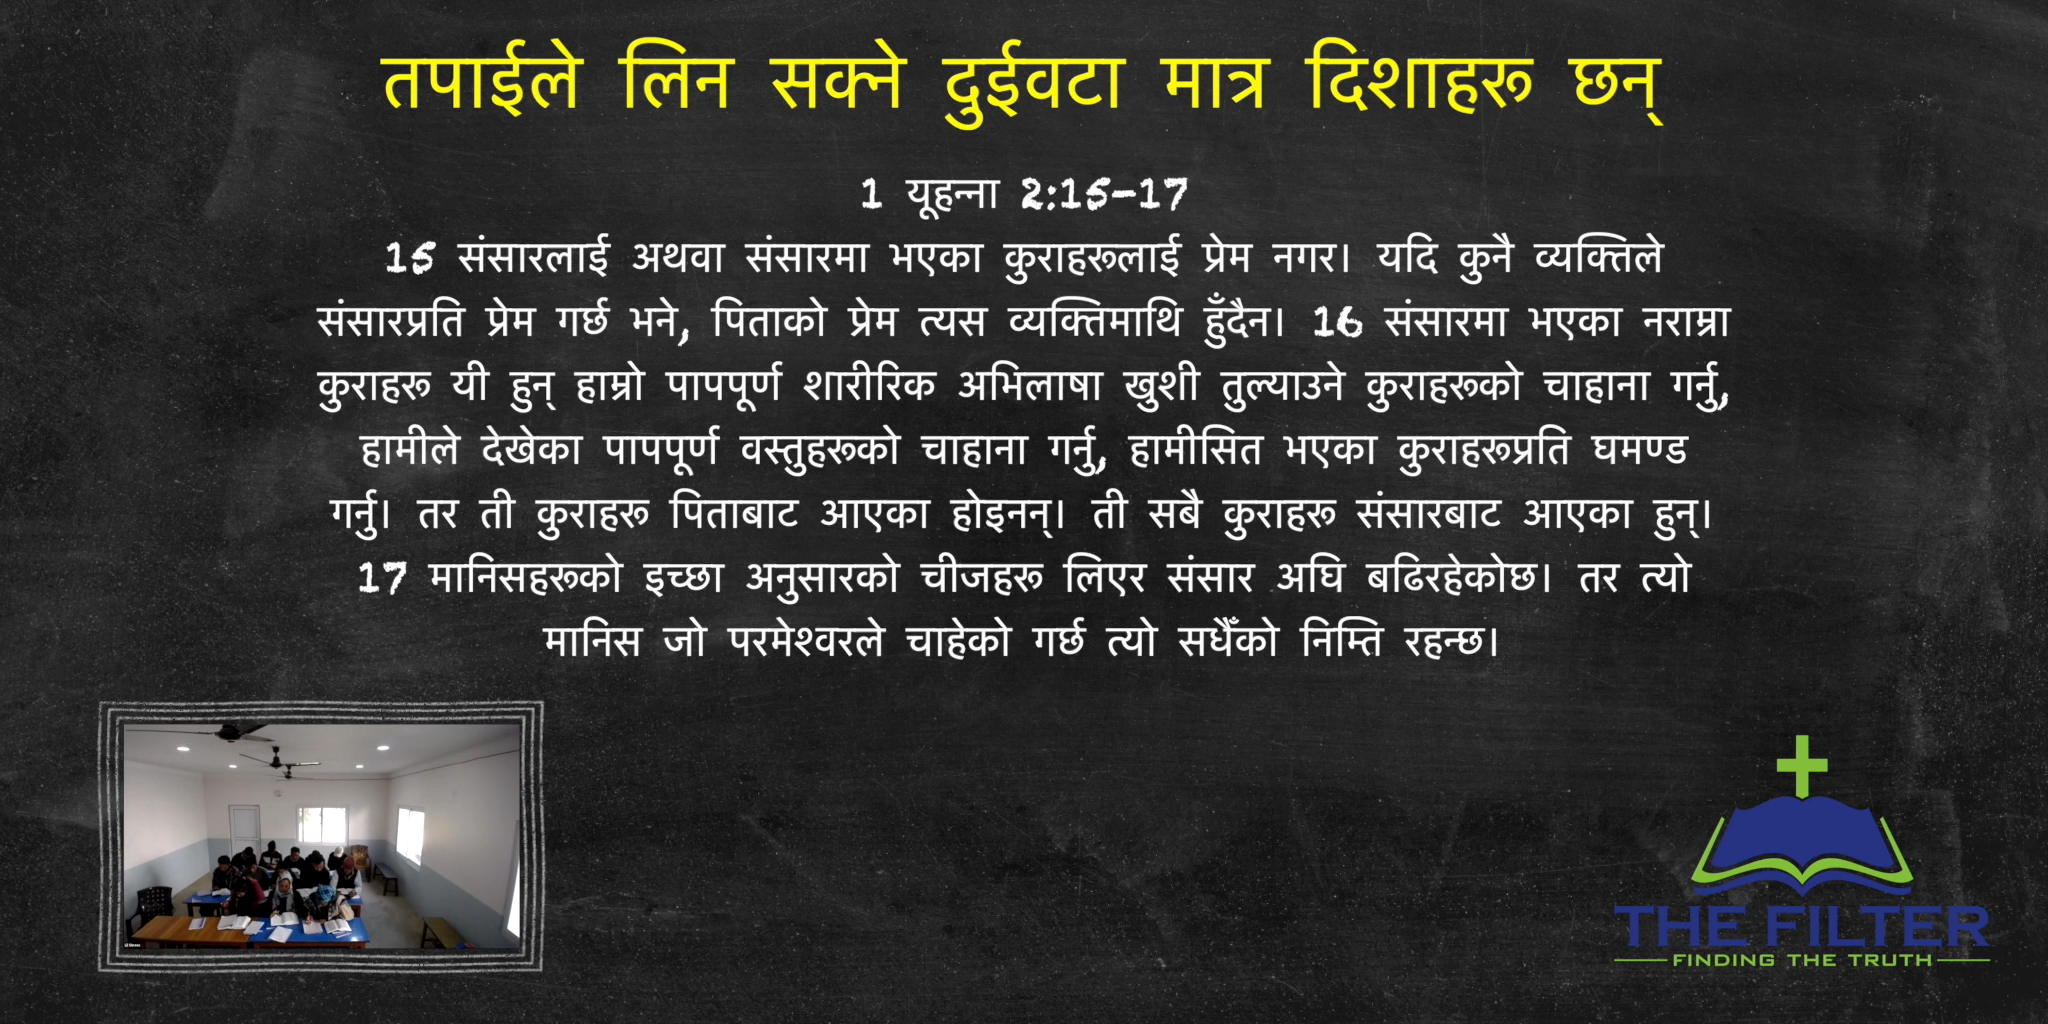 तपाईले लिन सक्ने दुईवटा मात्र दिशाहरू छन्
1 यूहन्ना 2:15-17
15 संसारलाई अथवा संसारमा भएका कुराहरूलाई प्रेम नगर। यदि कुनै व्यक्तिले
संसारप्रति प्रेम गर्छ भने, पिताको प्रेम त्यस व्यक्तिमाथि हुँदैन। 16 संसारमा भएका नराम्रा
कुराहरू यी हुन् हाम्रो पापपूर्ण शारीरिक अभिलाषा खुशी तुल्याउने कुराहरूको चाहाना गर्नु,
हामीले देखेका पापपूर्ण वस्तुहरूको चाहाना गर्नु, हामीसित भएका कुराहरूप्रति घमण्ड
गर्नु। तर ती कुराहरू पिताबाट आएका होइनन्। ती सबै कुराहरू संसारबाट आएका हुन्।
17 मानिसहरूको इच्छा अनुसारको चीजहरू लिएर संसार अघि बढिरहेकोछ। तर त्यो
मानिस जो परमेश्वरले चाहेको गर्छ त्यो सधैँको निम्ति रहन्छ।
THE FILTER
FINDING THE TRUTH